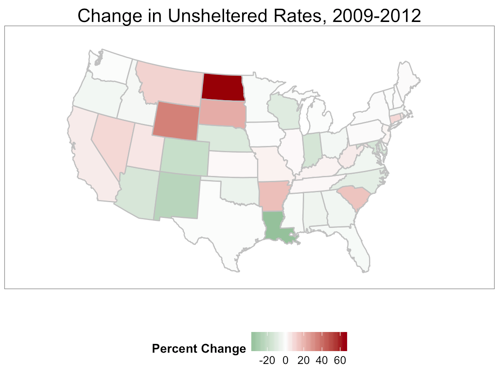 Change in Unsheltered Rates, 2009-2012
Percent Change
-20 0 20 40 60